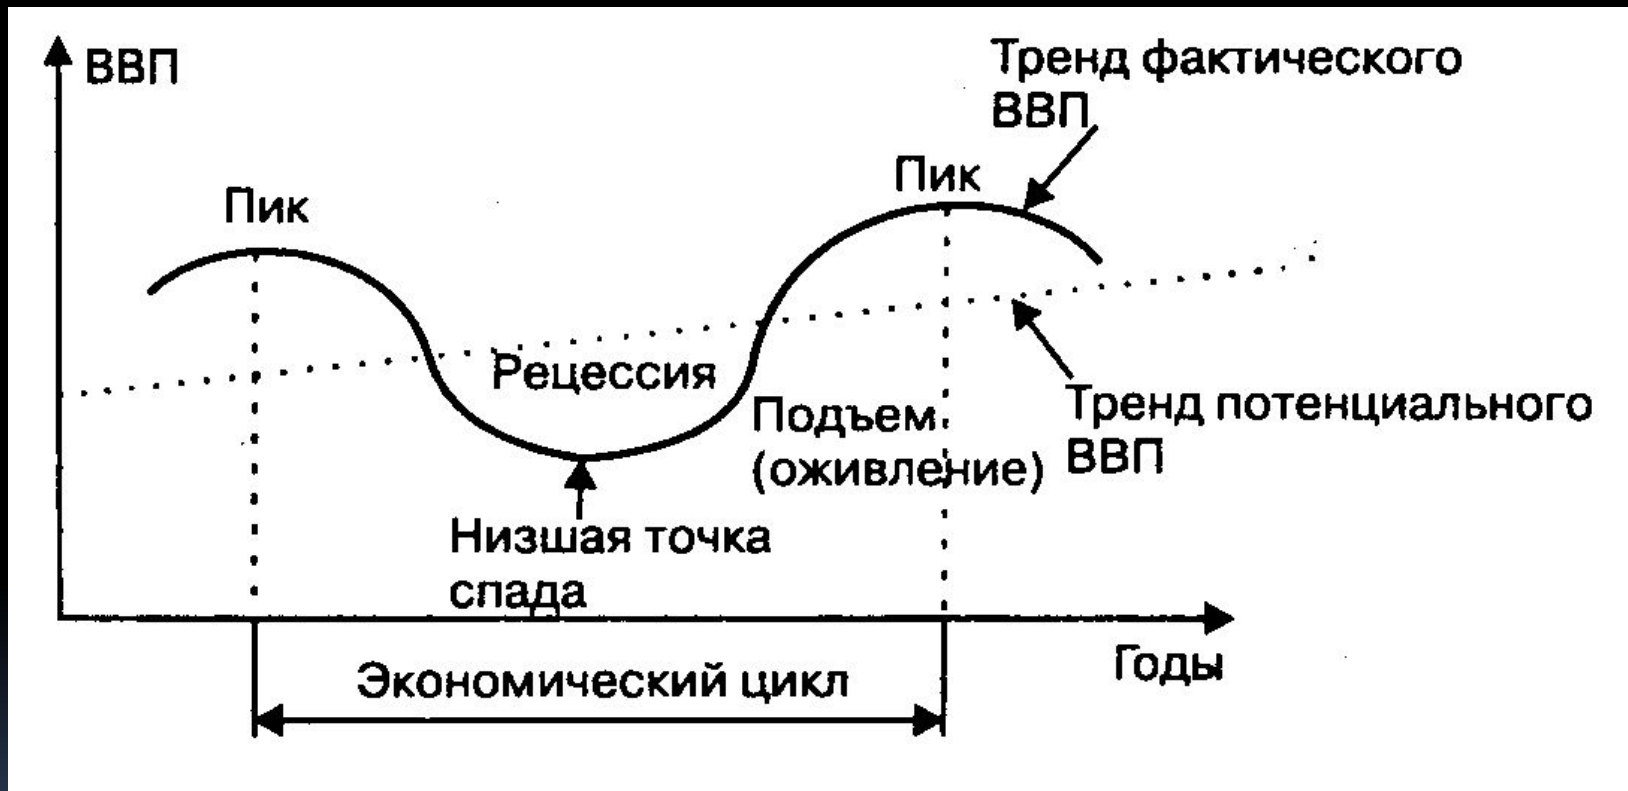 ВВП
Тренд фактического
ВВП
Пик
Пик
Рецессия
Подъем
(оживление)
Тренд потенциального
ВВП
Низшая точка
спада
Годы
Экономический цикл